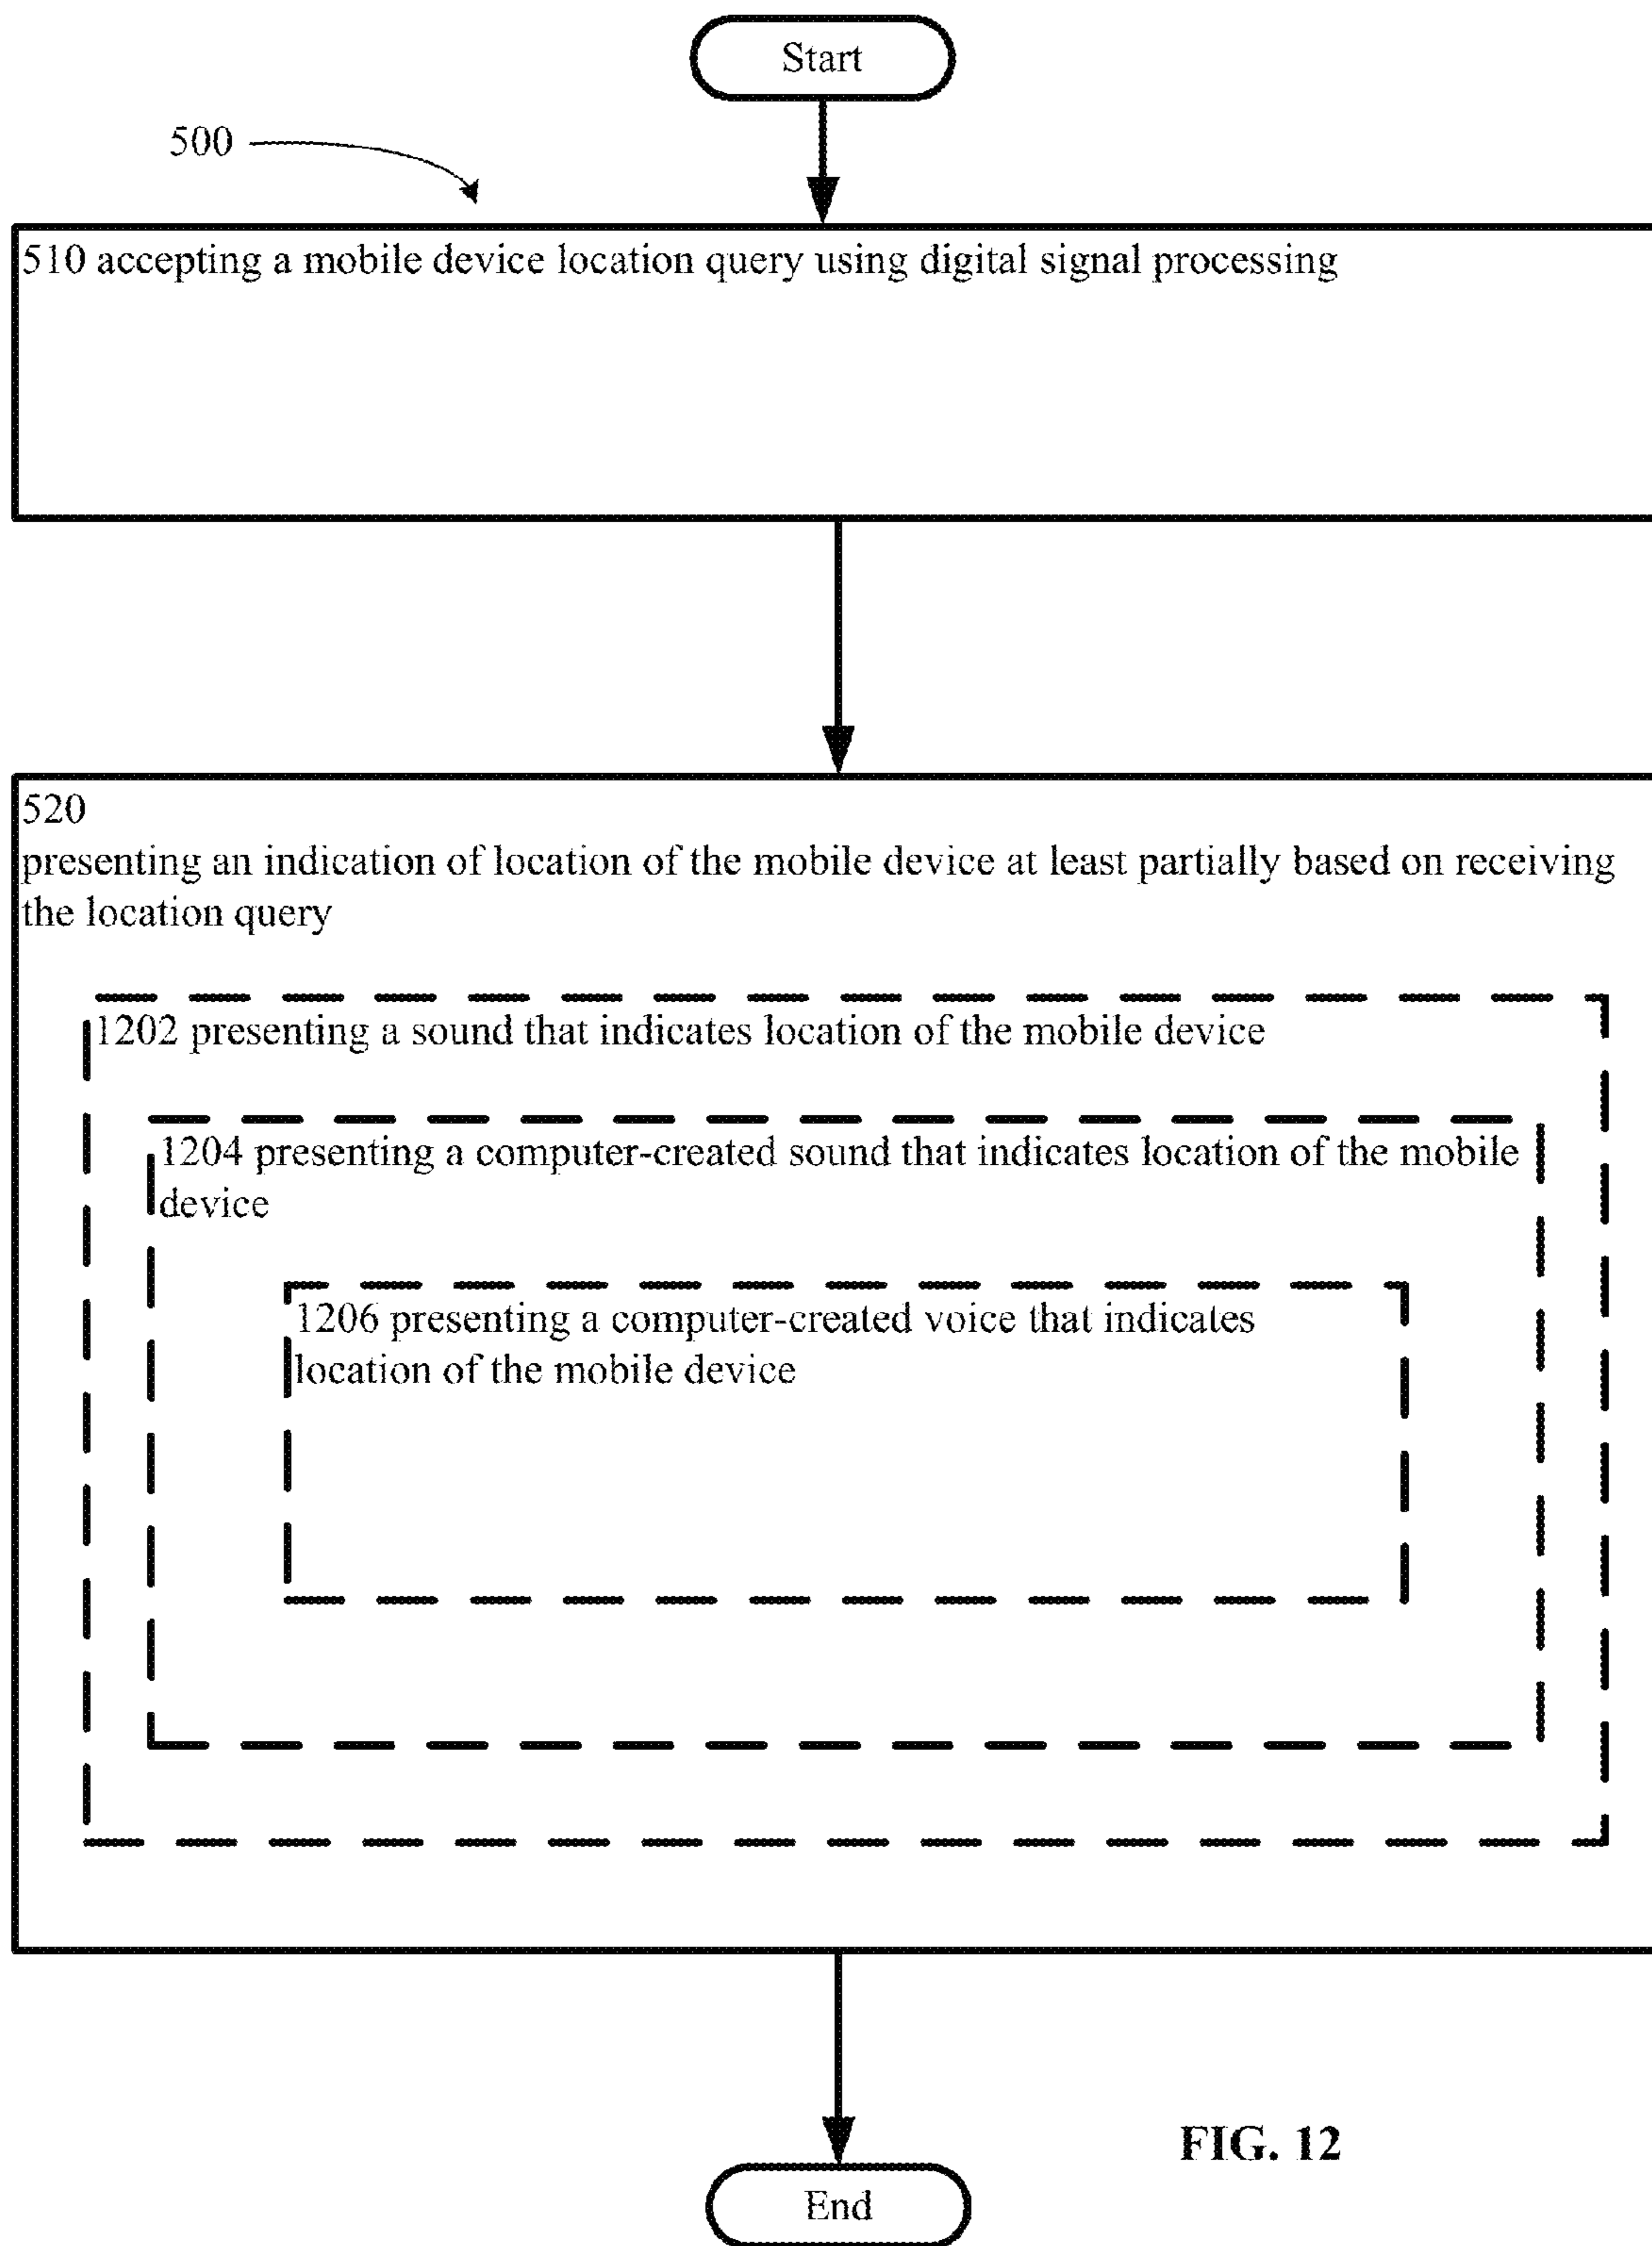 Start
500
510 accepting a mobile device location query using digital signal processing
520
presenting an indication of location of the mobile device at least partially based on receiving
the location query
1202 presenting a sound that indicates location of the mobile device
1204 presenting a computer-created sound that indicates location of the mobile
device
1206 presenting a computer-created voice that indicates
location of the mobile device
FIG. 12
End